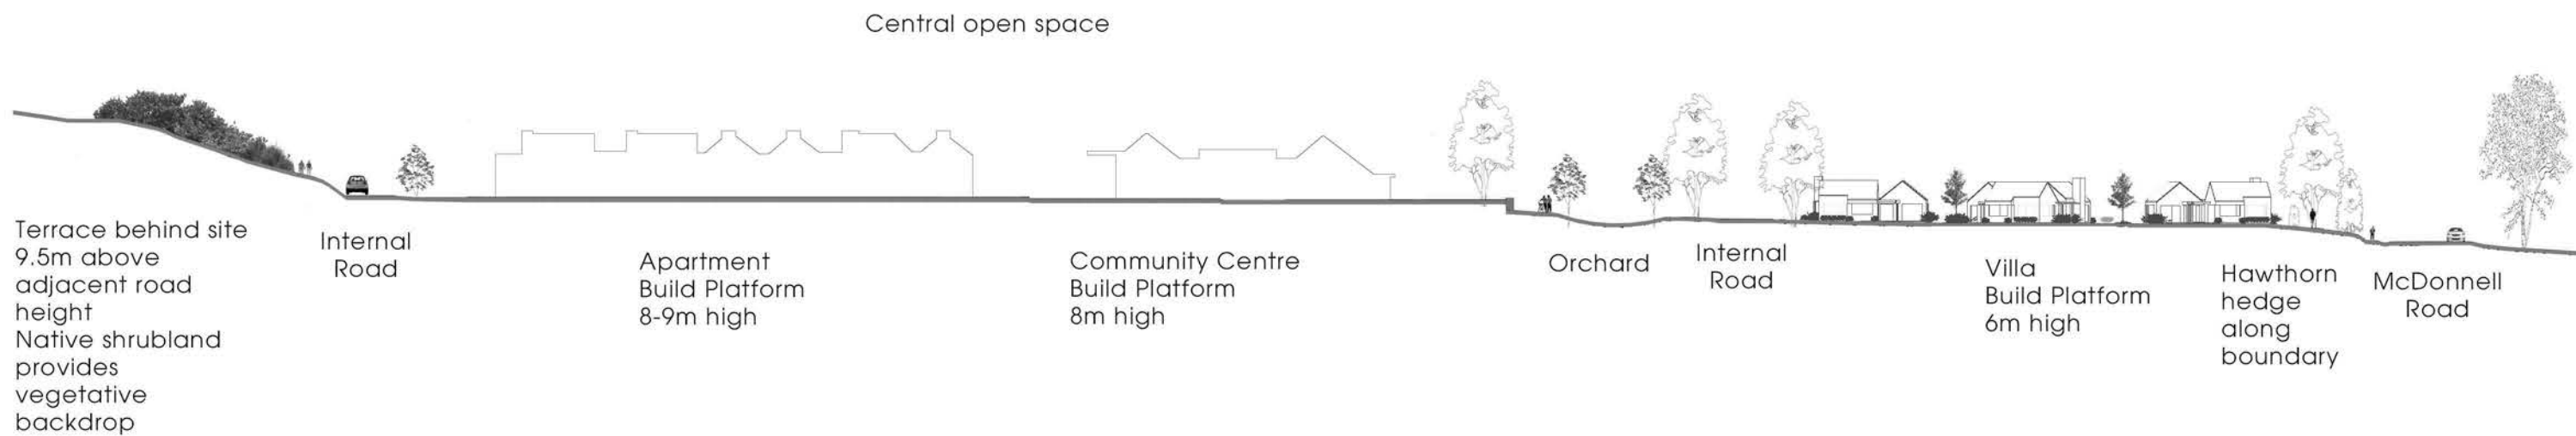 Central open space
Terrace behind site
9.5m above
adjacent road
height
Native shrubland
provides
vegetative
backdrop
Internal
Road
Apartment
Build Platform
8-9m high
Community Centre
Build Platform
8m high
Orchard
Internal
Road
Villa
Build Platform
6m high
Hawthorn
hedge
along
boundary
McDonnell
Road